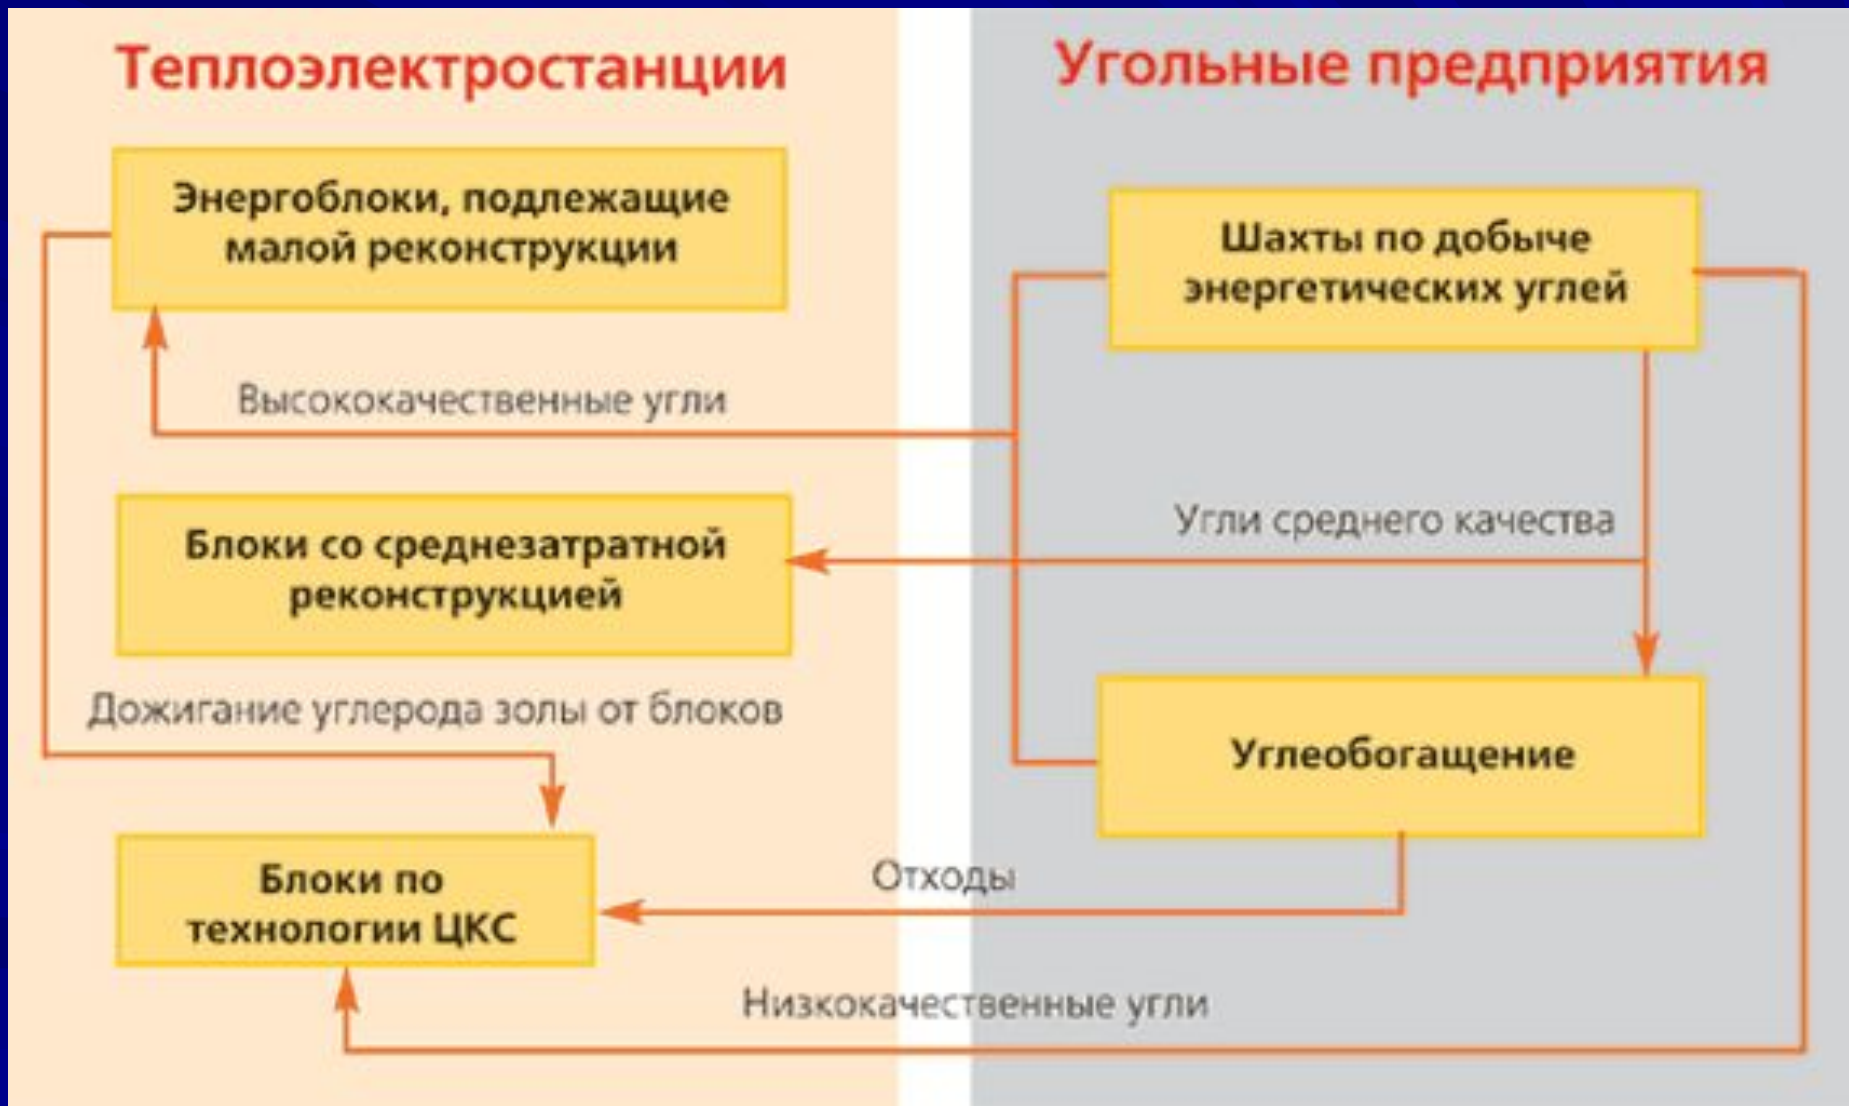 Теплоэлектростанции
Угольные предприятия
Энергоблоки, подлежащие
малой реконструкции
Шахты по добыче
энергетических углей
Высококачественные угли
Угли среднего качества
Блоки со среднезатратной
реконструкцией
Дожигание углерода золы от блоков
Углеобогащение
Блоки по
технологии ЦКС
Отходы
Низкокачественные угли